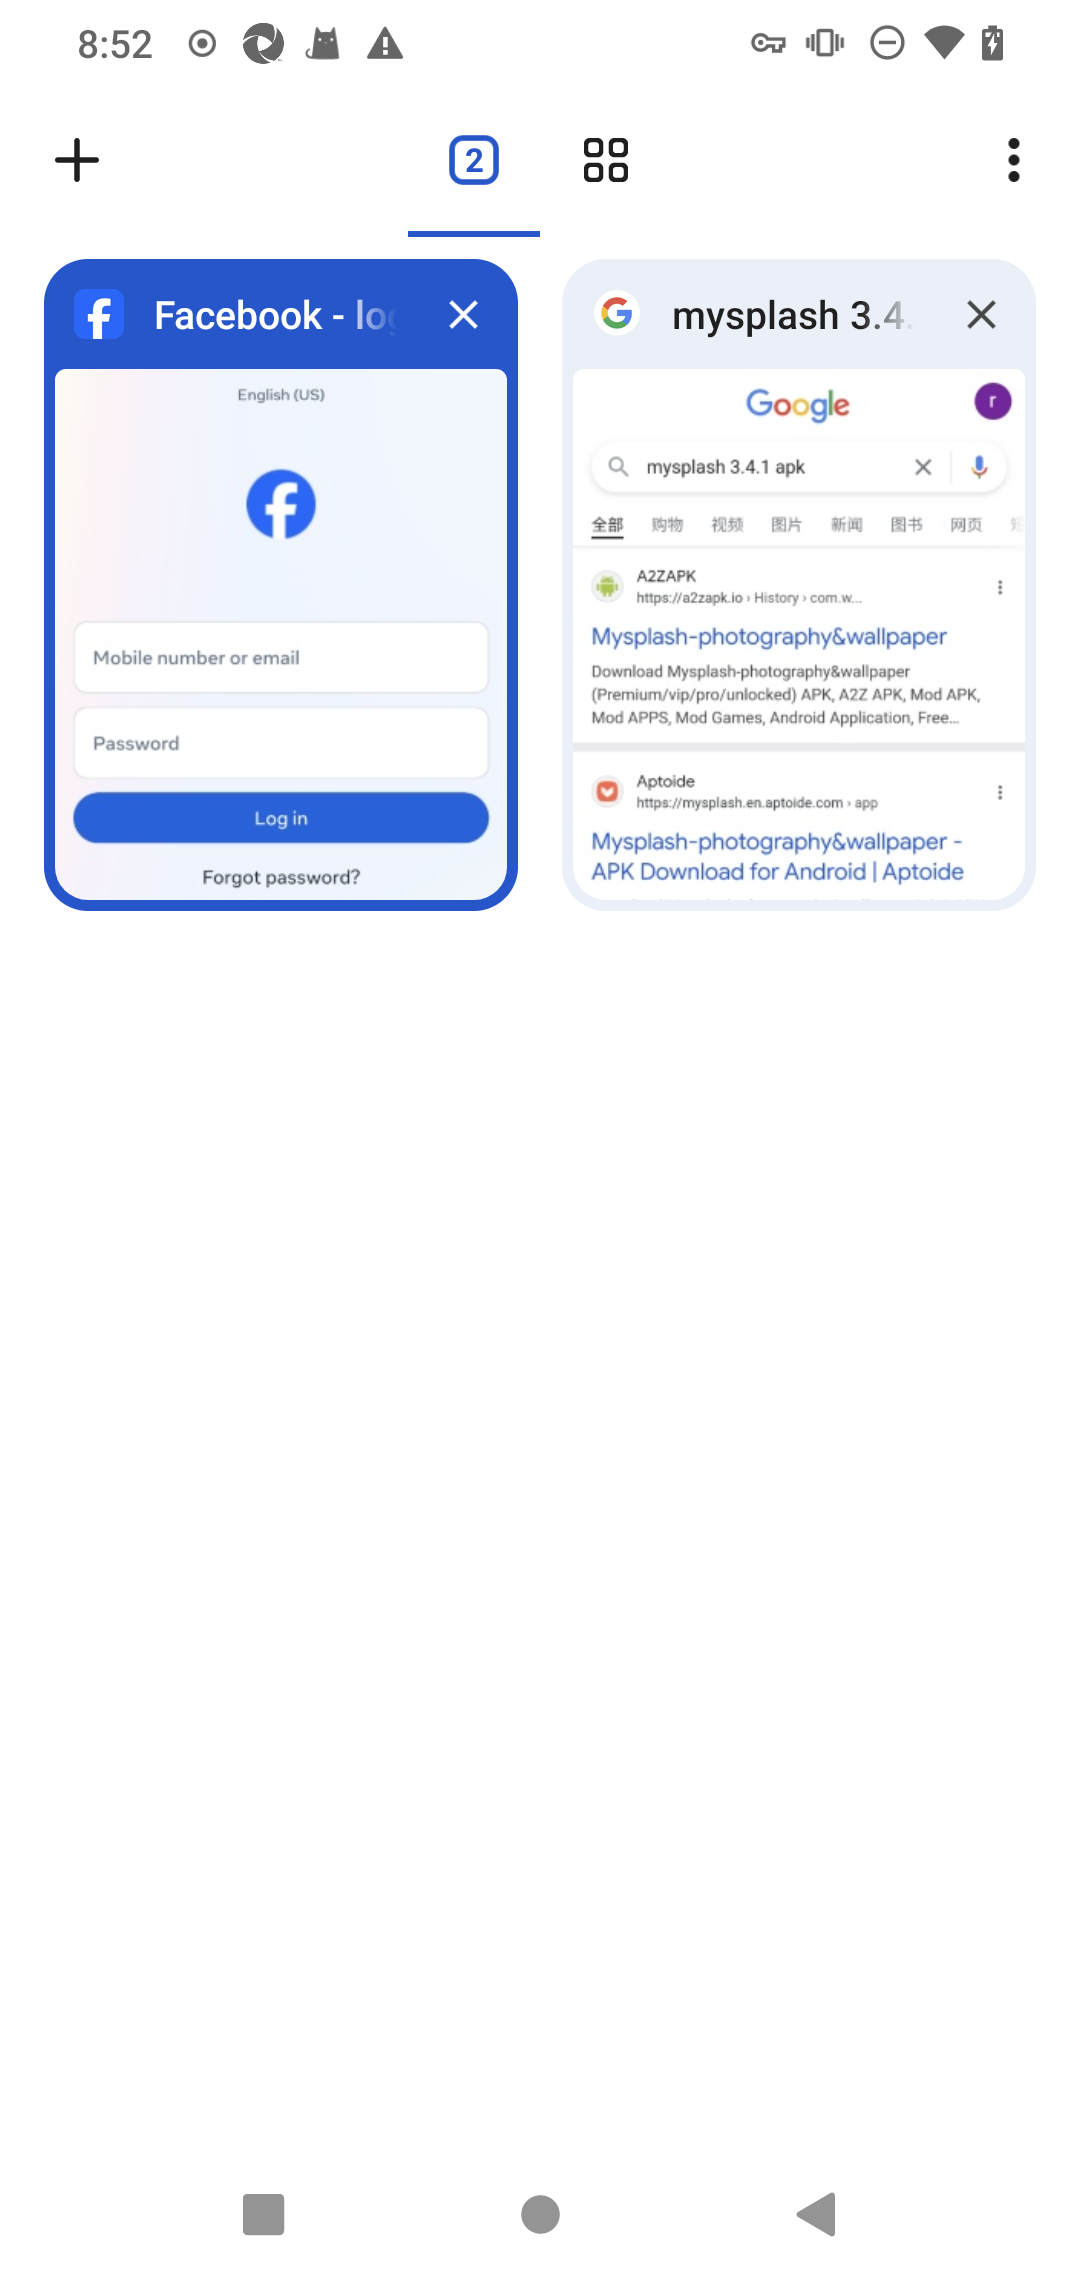 8:52
2
Facebook - lo
English (US)
Mobile number or email
Password
Log in
Forgot password?
mysplash 3.4.
Google
r
mysplash 3.4.1 apk
全部 购物 视频 图片 新闻 图书 网页
A2ZAPK
https://a2zapk.io › History › com.w...
Mysplash-photography&wallpaper
Download Mysplash-photography&wallpaper
(Premium/vip/pro/unlocked) APK, A2Z APK, Mod APK,
Mod APPS, Mod Games, Android Application, Free...
Aptoide
https://mysplash.en.aptoide.com › app
Mysplash-photography&wallpaper -
APK Download for Android | Aptoide